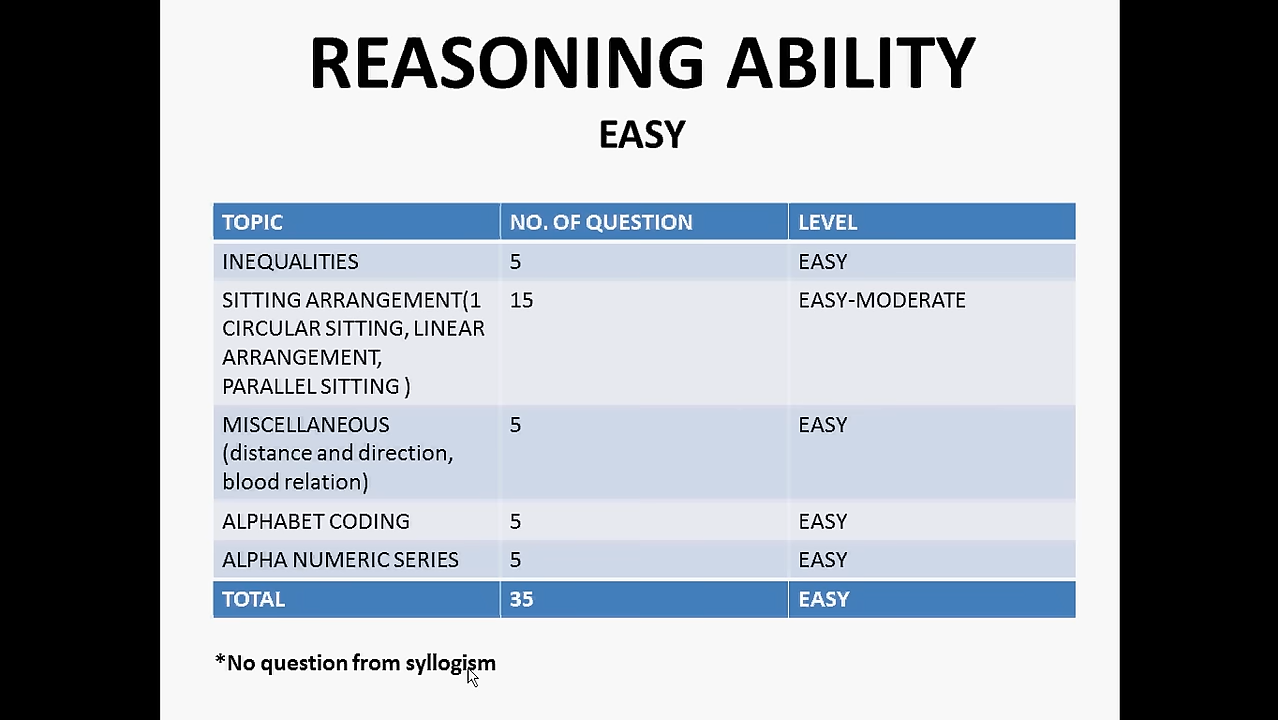 REASONING ABILITY
EASY
TOPIC NO. OF QUESTION LEVEL
INEQUALITIES 5 EASY
SITTING ARRANGEMENT(1 15 EASY-MODERATE
CIRCULAR SITTING, LINEAR
ARRANGEMENT,
PARALLEL SITTING )
MISCELLANEOUS 5 EASY
(distance and direction,
blood relation)
ALPHABET CODING 5 EASY
ALPHA NUMERIC SERIES 5 EASY
TOTAL 35 EASY
*No question from syllogism